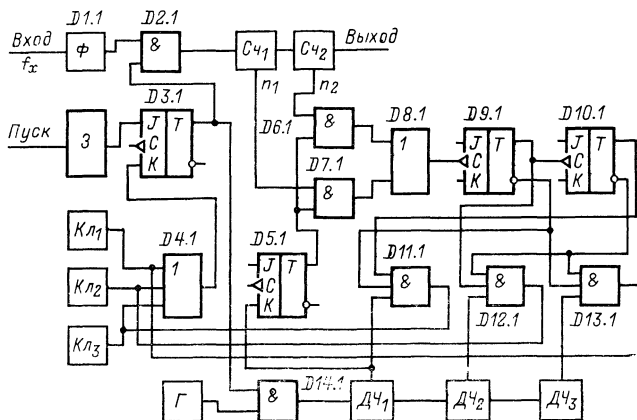 D1.1
D2.1
Вход
fx
Ф
&
Сч1
Сч2
Выход
n1
n2
Пуск
З
D3.1
J
C
K
T
D6.1
&
D7.1
&
D8.1
1
D9.1
J
C
K
T
D10.1
J
C
K
T
Кл1
Кл2
Кл3
D4.1
1
D5.1
J
C
K
T
D11.1
&
D12.1
&
D13.1
&
Г
&
D14.1
ДЧ1
ДЧ2
ДЧ3